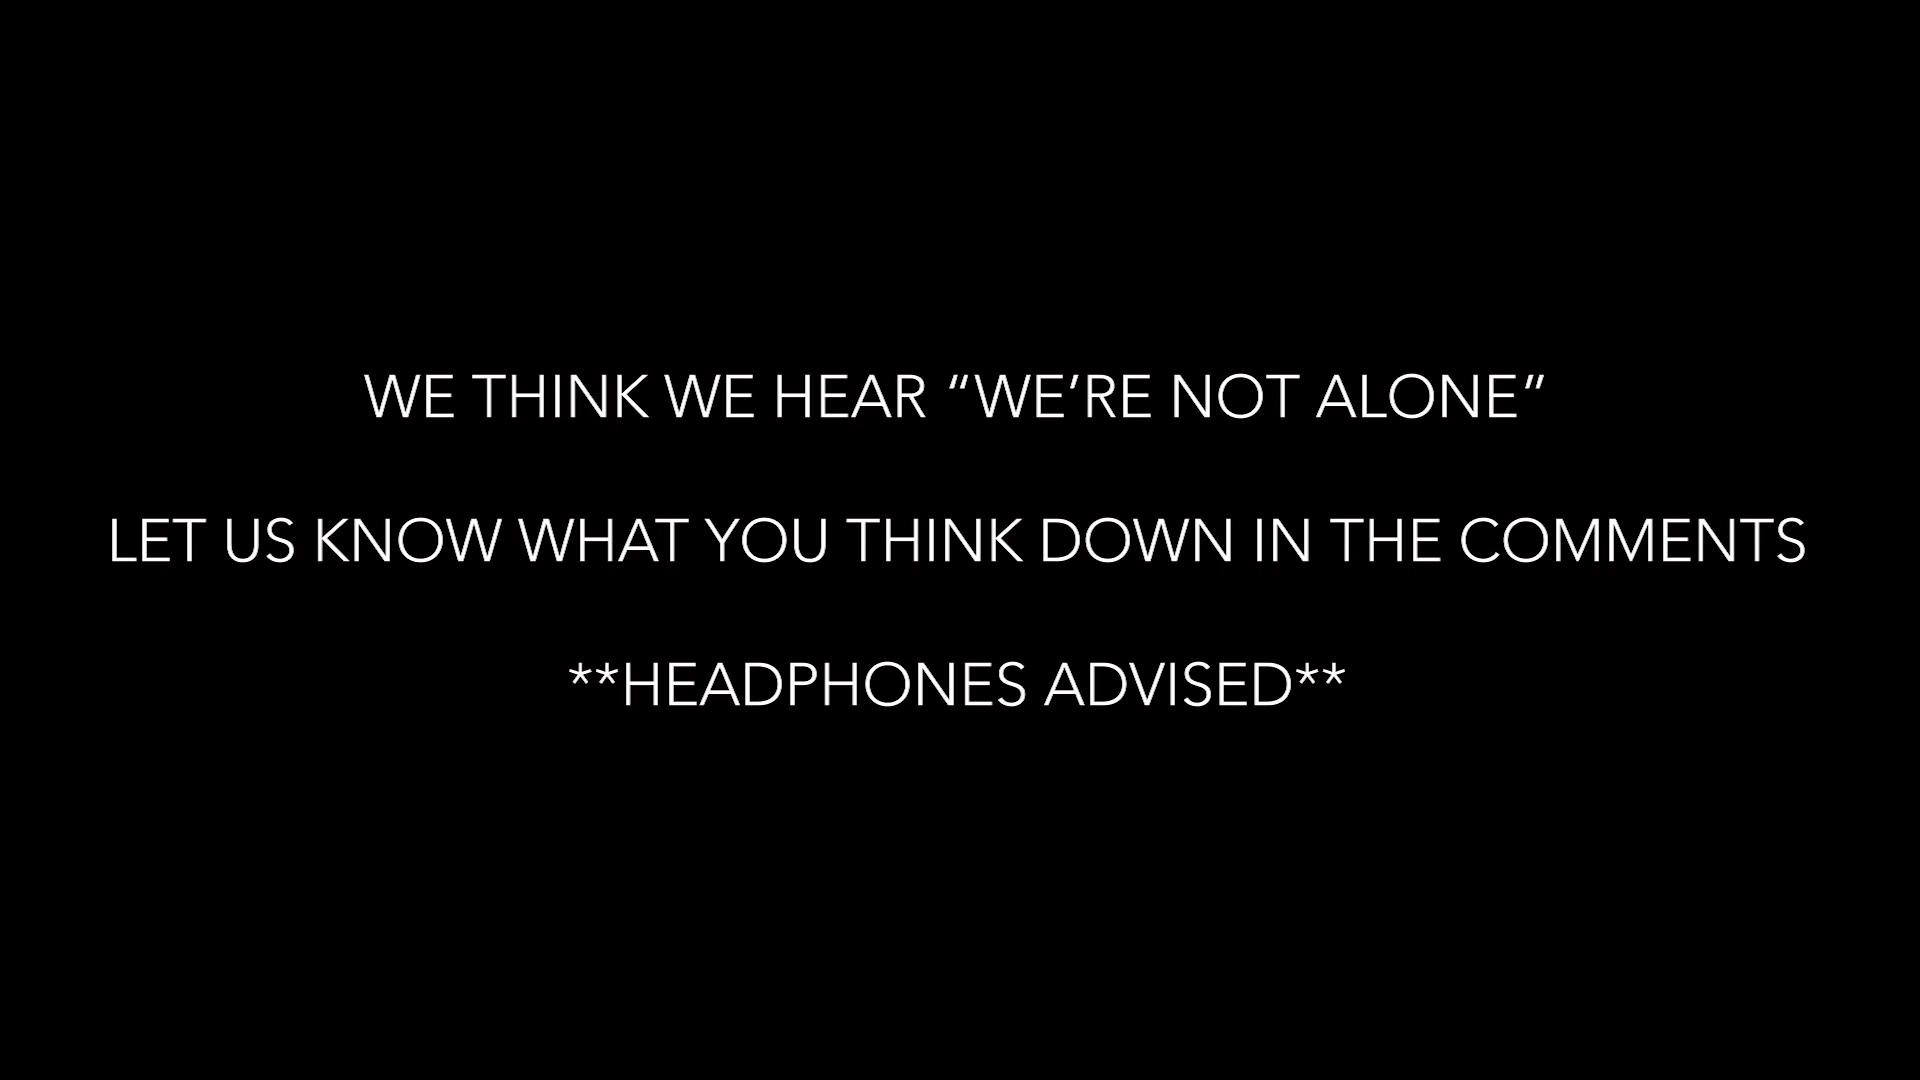 WE THINK WE HEAR “WE’RE NOT ALONE”
LET US KNOW WHAT YOU THINK DOWN IN THE COMMENTS
**HEADPHONES ADVISED**